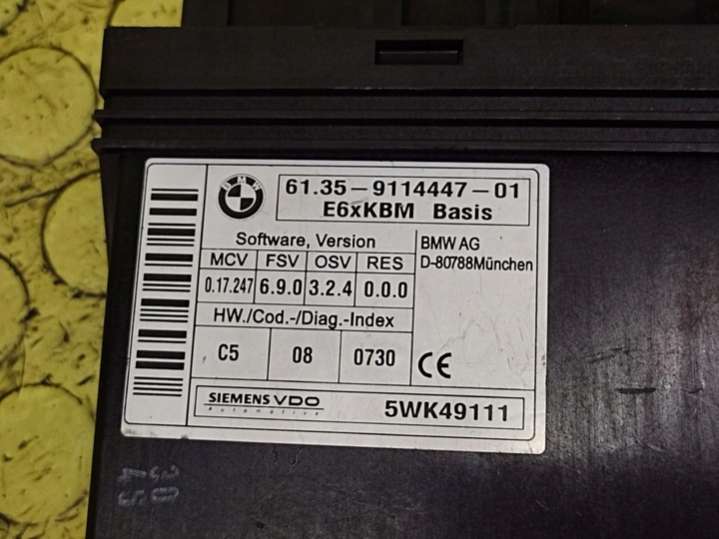 BMW
61.35-9114447-01
E6xKBM Basis
Software, Version
MCV FSV OSV RES
0.17.247 6.9.0 3.2.4 0.0.0
HW./Cod.-/Diag.-Index
C5 08 0730
BMW AG
D-80788München
CE
SIEMENS VDO
Automotive
5WK49111